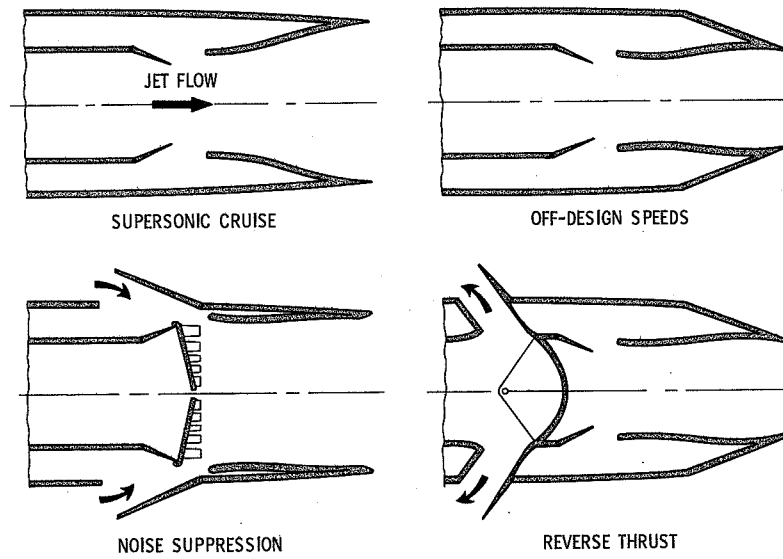 JET FLOW
SUPERSONIC CRUISE
OFF-DESIGN SPEEDS
NOISE SUPPRESSION
REVERSE THRUST